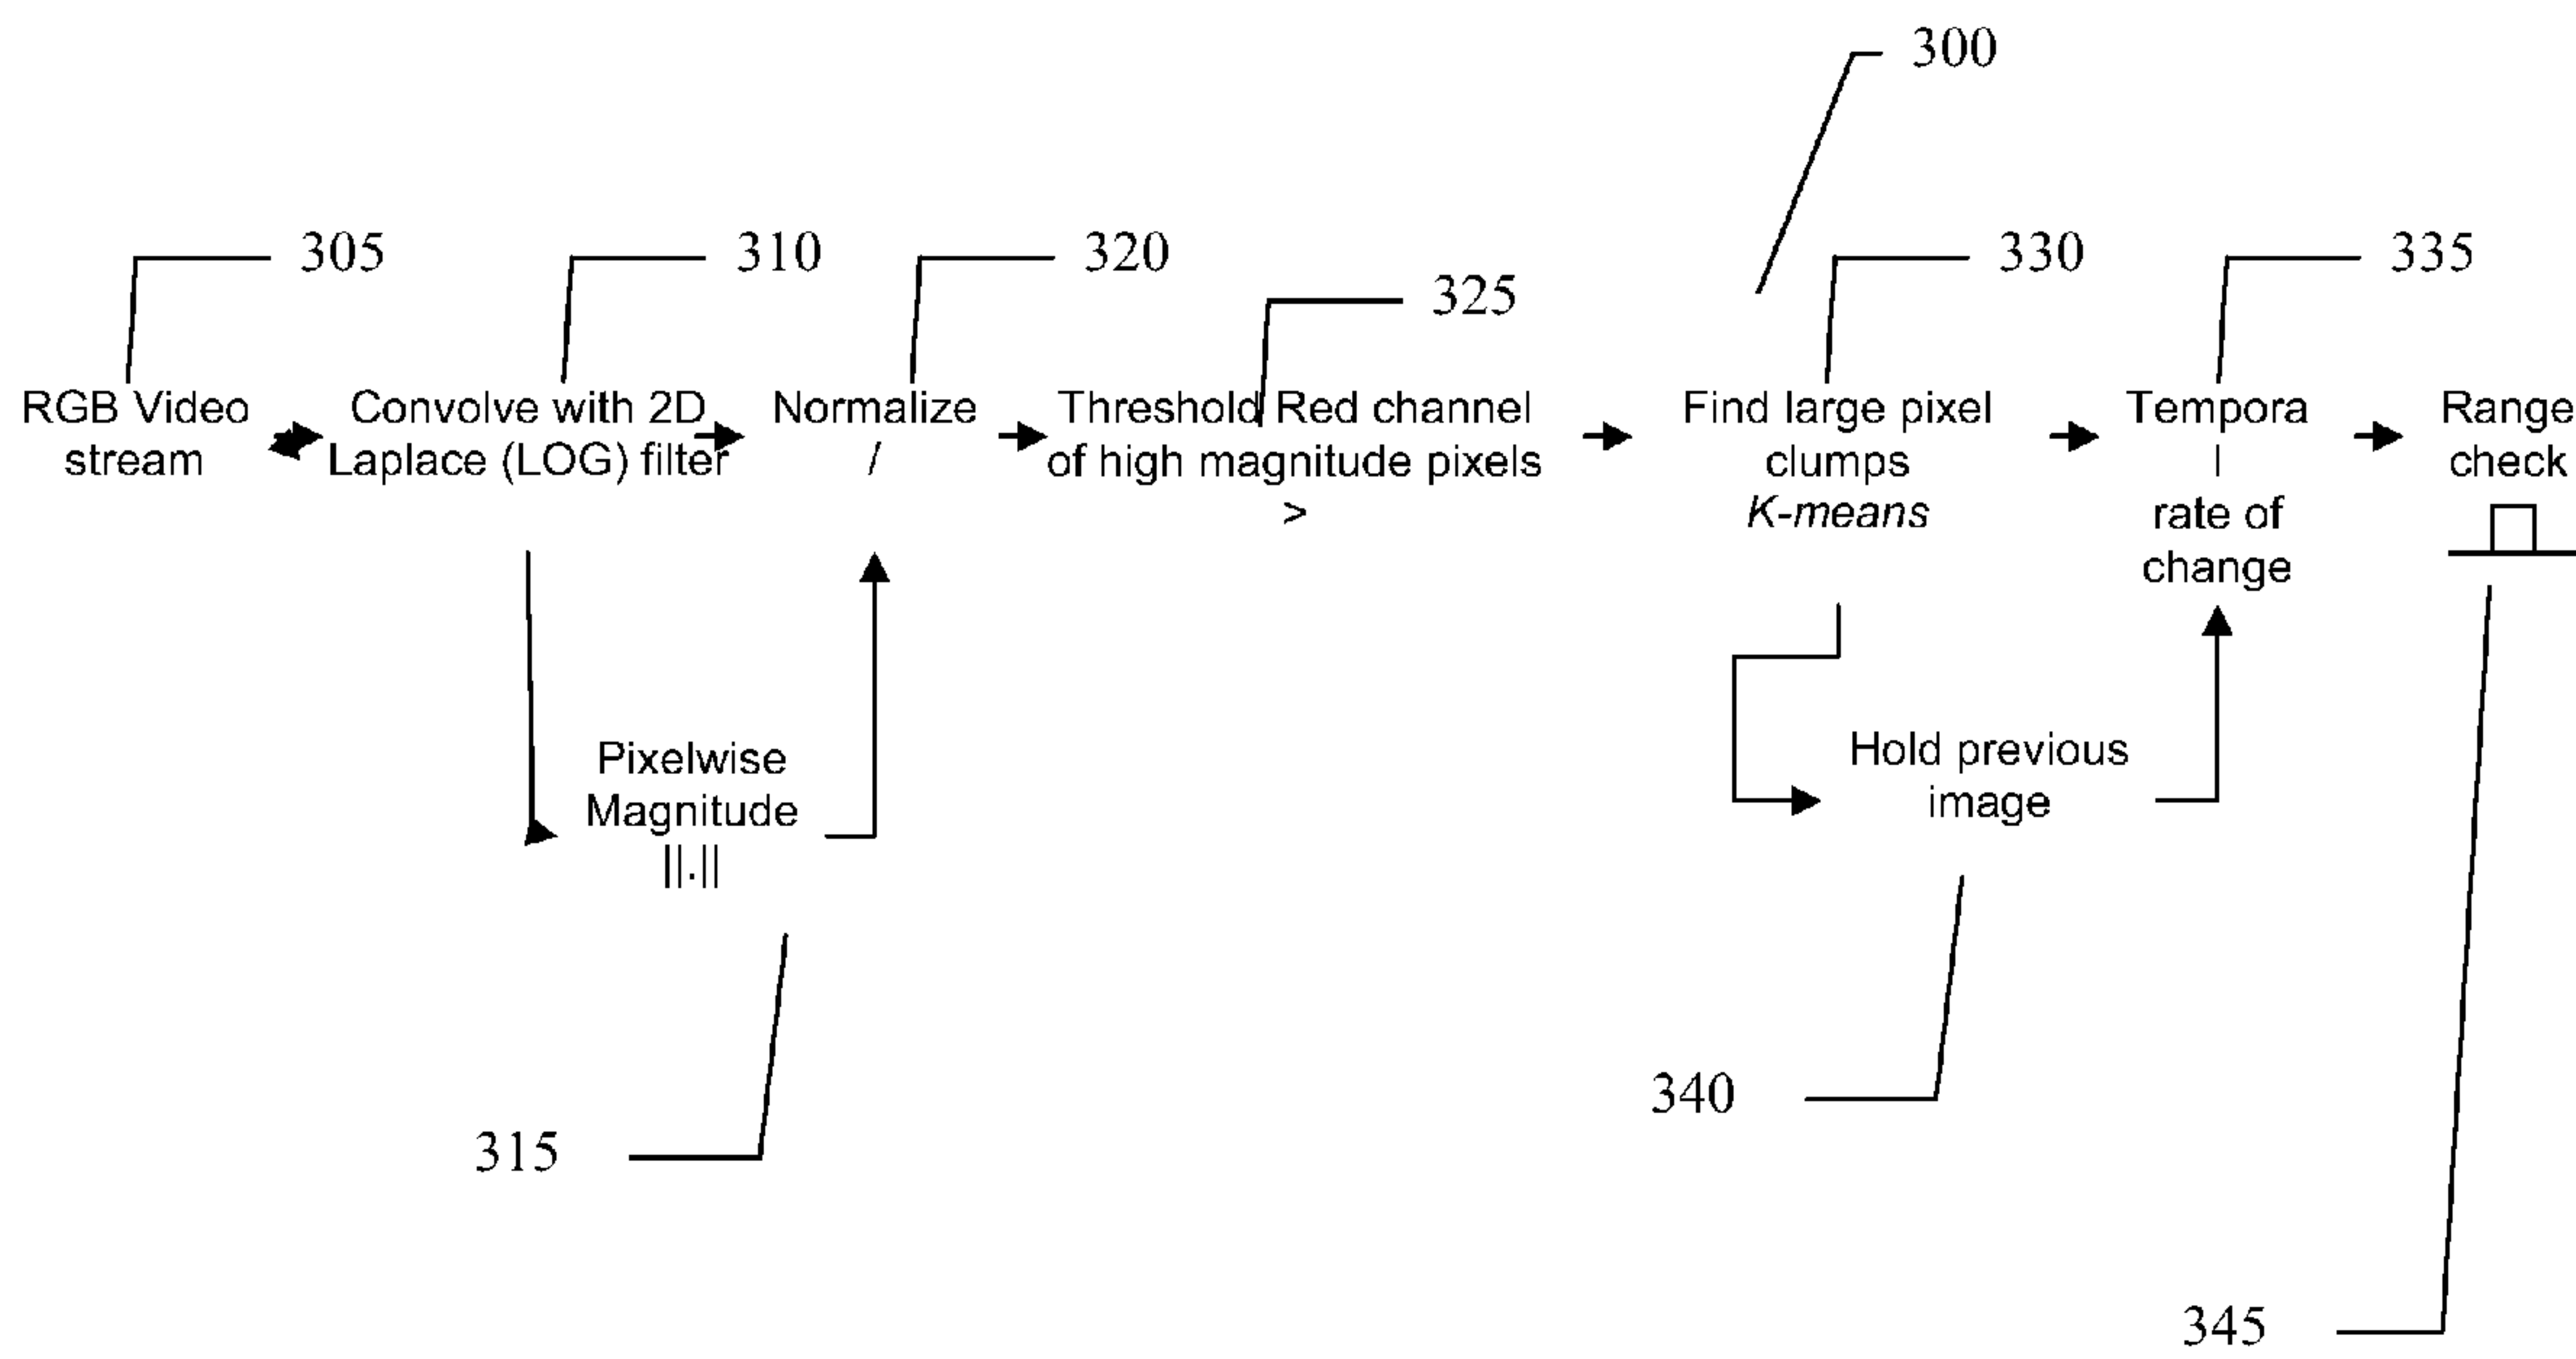 300
305
310
320
325
330
335
RGB Video
stream
Convolve with 2D
Laplace (LOG) filter
Normalize
/
Threshold Red channel
of high magnitude pixels
>
Find large pixel
clumps
K-means
Tempora
l
rate of
change
Range
check
Pixelwise
Magnitude
||.||
Hold previous
image
340
315
345